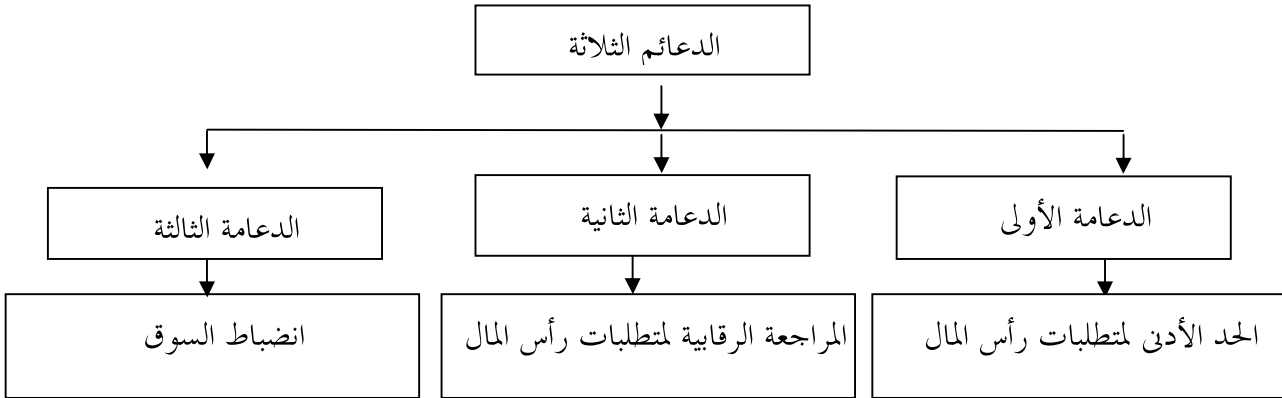 الدعائم الثلاثة
الدعامة الأولى
الدعامة الثانية
الدعامة الثالثة
الحد الأدنى لمتطلبات رأس المال
المراجعة الرقابية لمتطلبات رأس المال
انضباط السوق